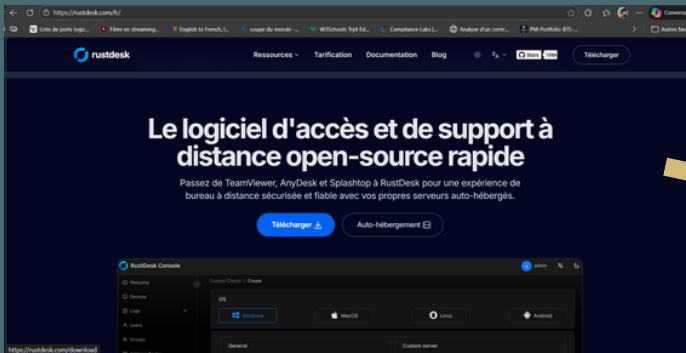 https://rustdesk.com/fr/
Liste de ports logic...
Films en streaming...
English to French, I...
coupe du monde -...
W3Schools Tryit Ed...
Compliance Labs (...
Analyse d'un contr...
PM-Portfolio-BTS-...
Autres fav
rustdesk
Ressources
Tarification
Documentation
Blog
Stars
Télécharger
Le logiciel d'accès et de support à
distance open-source rapide
Passez de TeamViewer, AnyDesk et Splashtop à RustDesk pour une expérience de
bureau à distance sécurisée et fiable avec vos propres serveurs auto-hébergés.
Télécharger
Auto-hébergement
RustDesk Console
admin
Welcome
Custom Clients / Create
Devices
OS
Logs
Windows
MacOS
Linux
Android
Users
Groups
General
Custom server
https://rustdesk.com/download